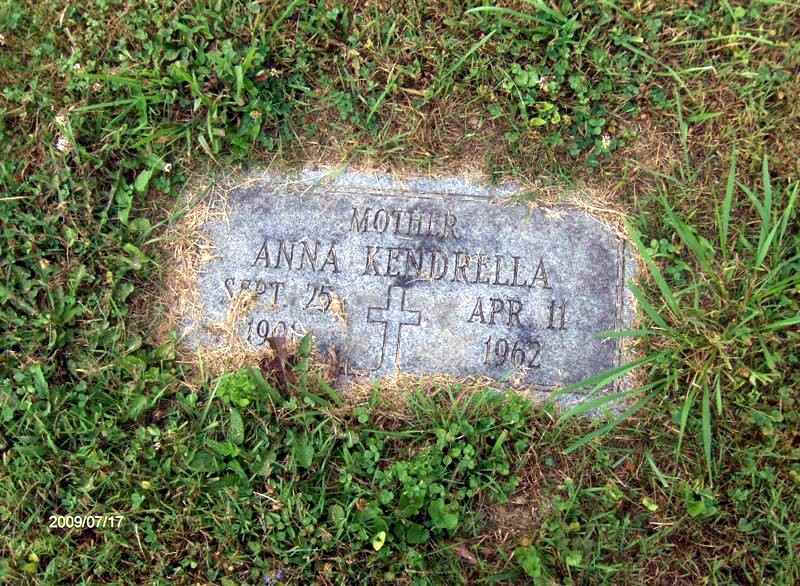 MOTHER
ANNA KENDRELLA
SEPT 25 APR 11
1962
2009/07/17